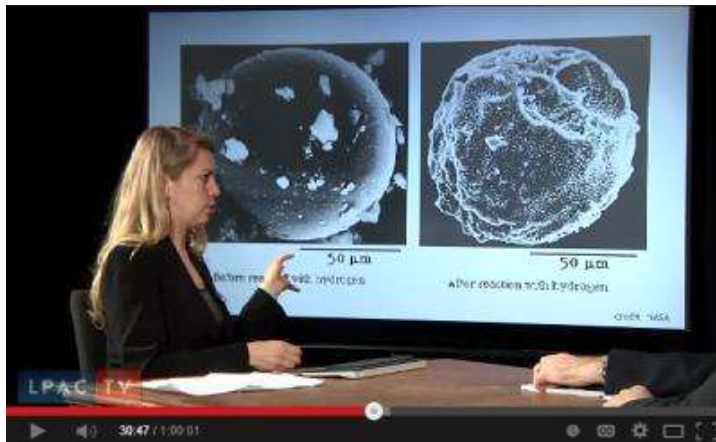 50 µm
50 µm
Before reacted with hydrogen
After reaction with hydrogen
Credit: NASA
LPAC TV
30:47 / 1:00:01